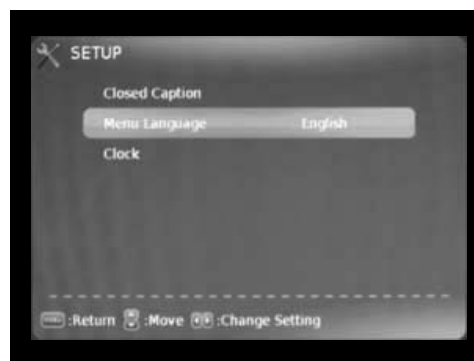 SETUP
Closed Caption
Menu Language English
Clock
:Return :Move :Change Setting